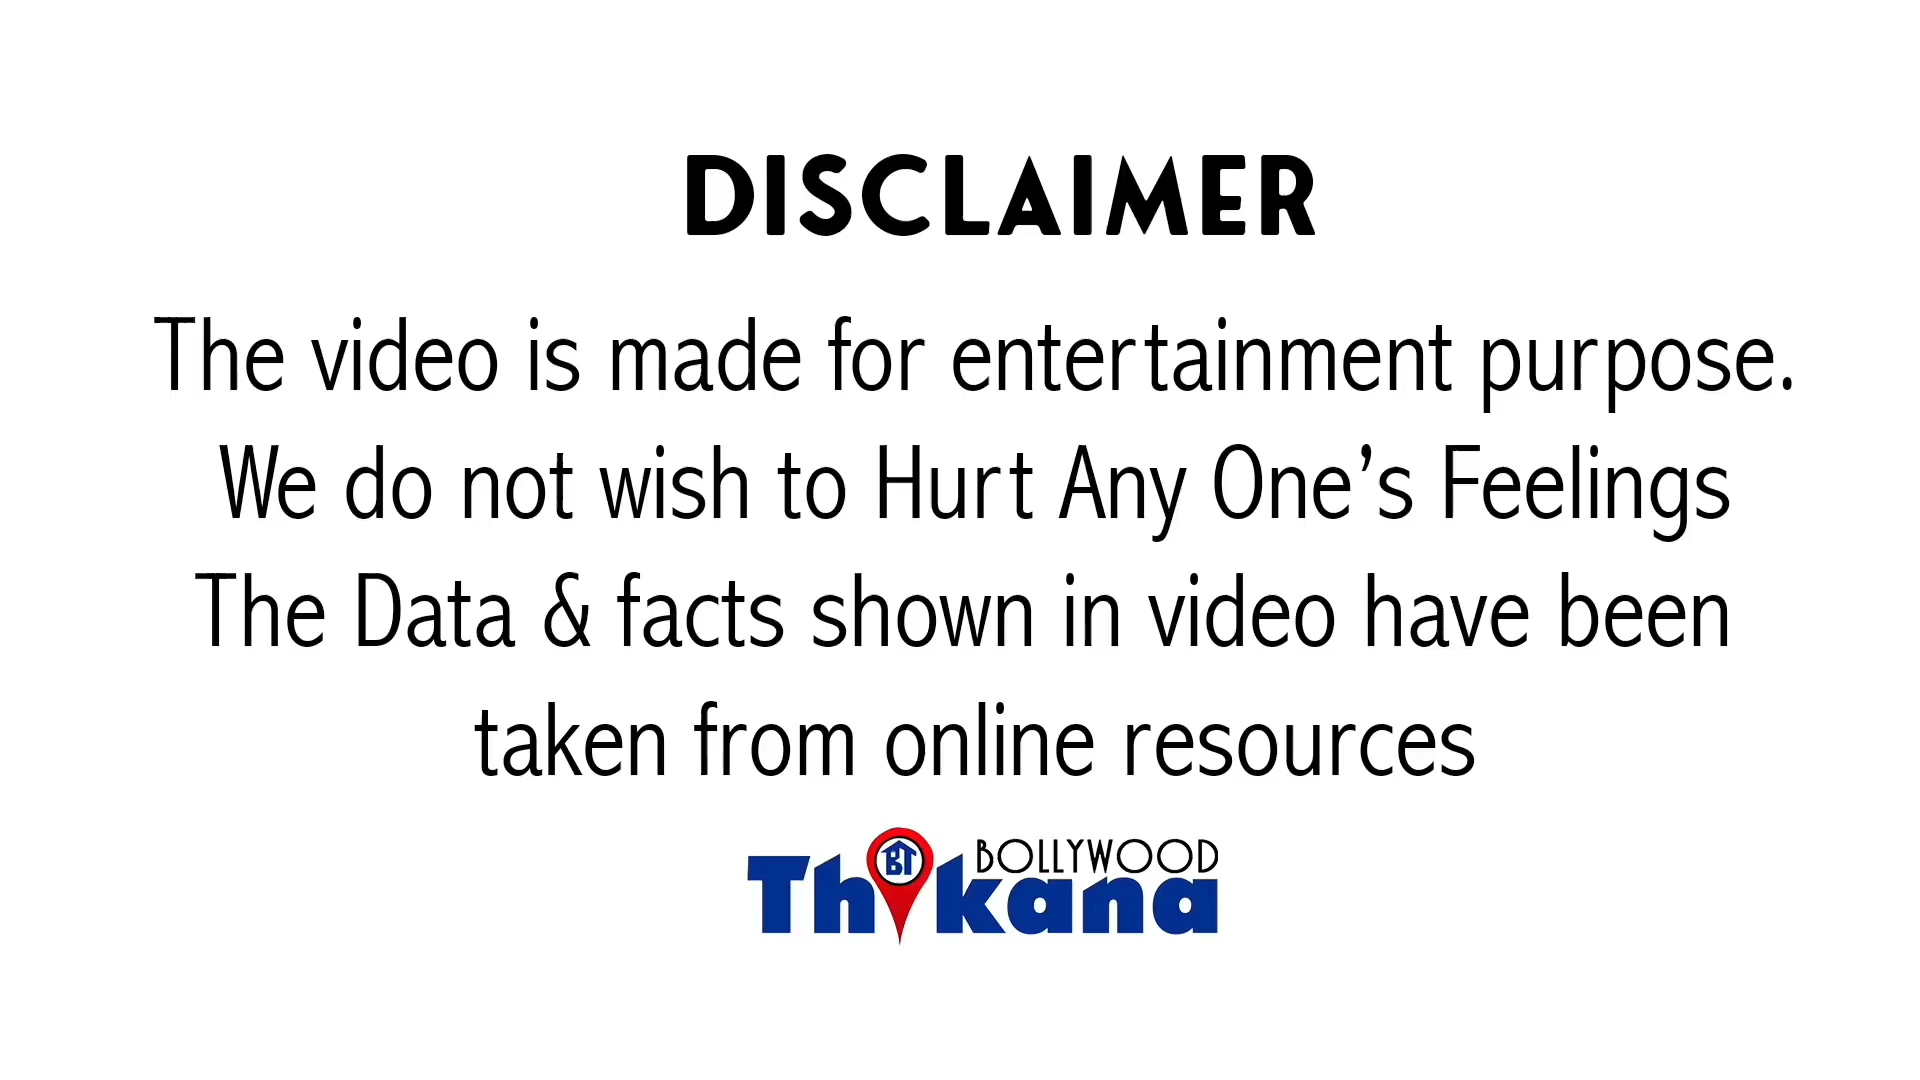 DISCLAIMER
The video is made for entertainment purpose.
We do not wish to Hurt Any One’s Feelings
The Data & facts shown in video have been
taken from online resources
BT BOLLYWOOD
Thikana